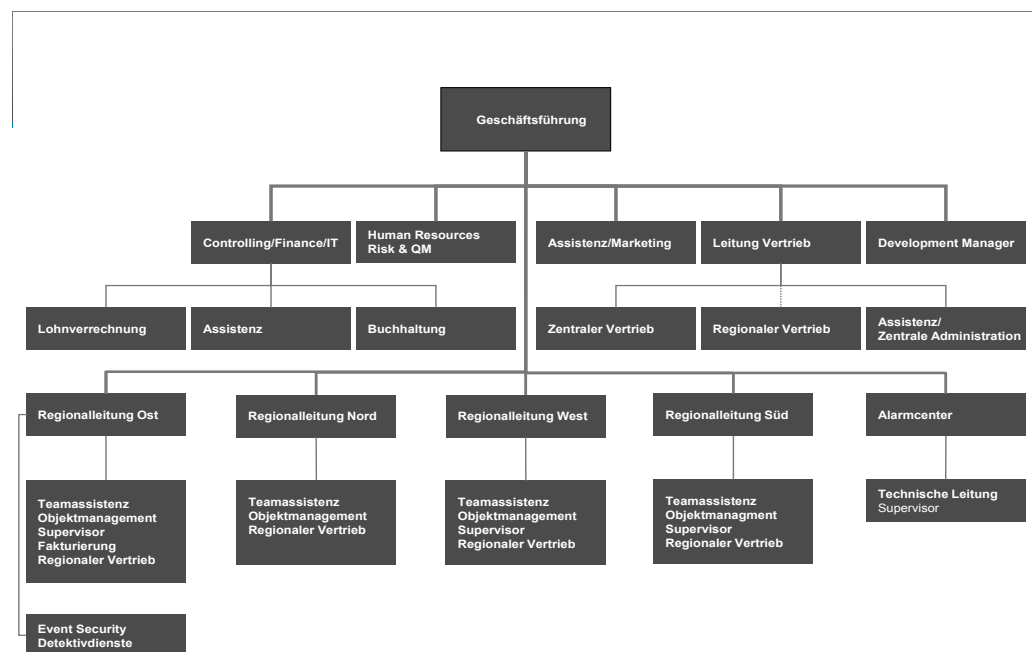 Geschäftsführung
Controlling/Finance/IT
Human Resources
Risk & QM
Assistenz/Marketing
Leitung Vertrieb
Development Manager
Lohnverrechnung
Assistenz
Buchhaltung
Zentraler Vertrieb
Regionaler Vertrieb
Assistenz/
Zentrale Administration
Regionalleitung Ost
Regionalleitung Nord
Regionalleitung West
Regionalleitung Süd
Alarmcenter
Teamassistenz
Objektmanagement
Supervisor
Fakturierung
Regionaler Vertrieb
Teamassistenz
Objektmanagement
Regionaler Vertrieb
Teamassistenz
Objektmanagement
Supervisor
Regionaler Vertrieb
Teamassistenz
Objektmanagment
Supervisor
Regionaler Vertrieb
Technische Leitung
Supervisor
Event Security
Detektivdienste